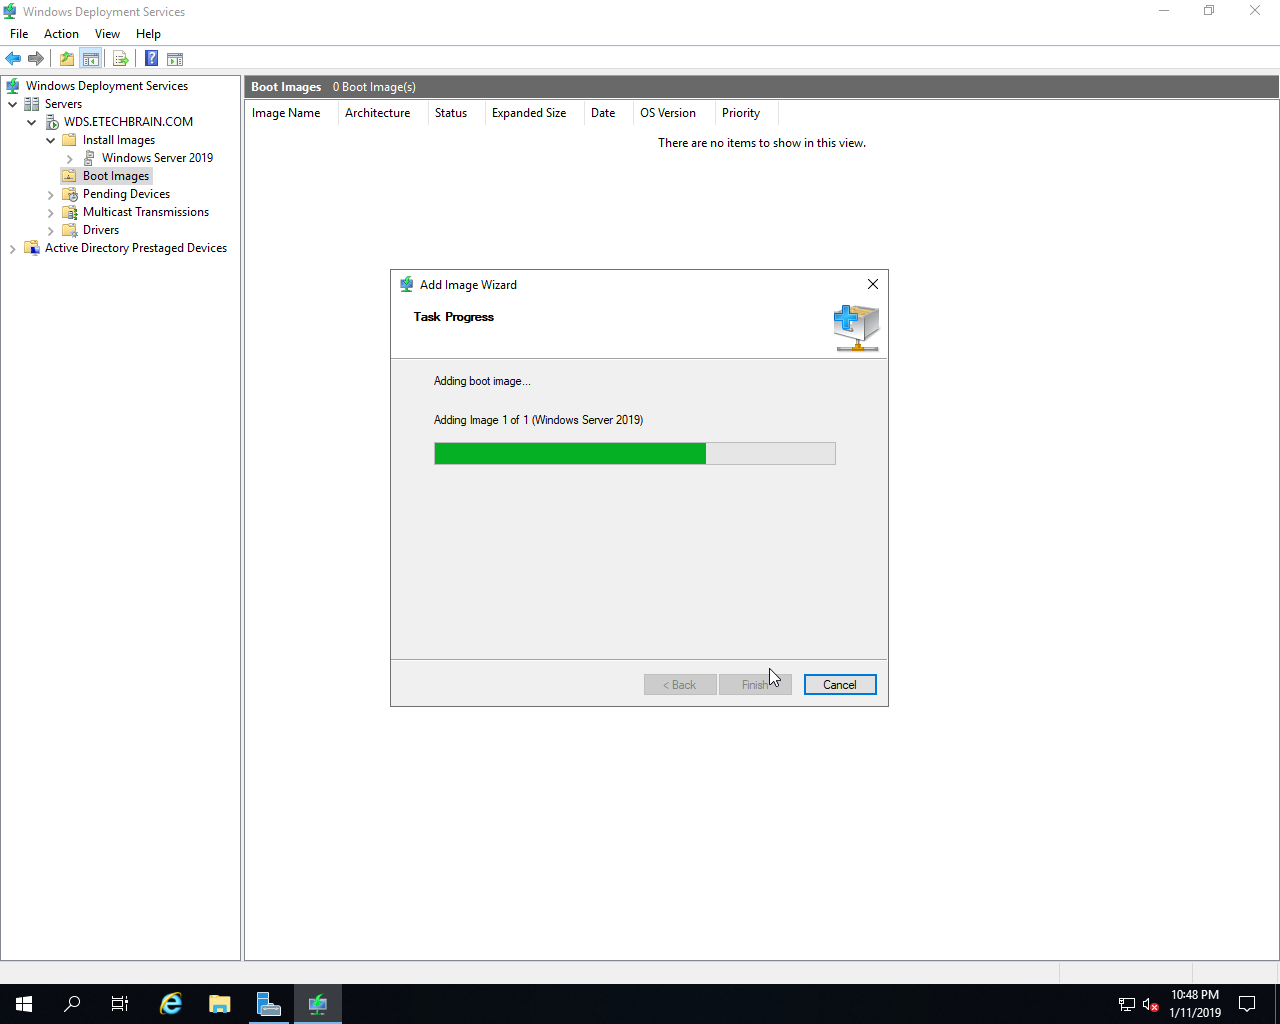 Windows Deployment Services
File Action View Help
Windows Deployment Services
Servers
WDS.ETECHBRAIN.COM
Install Images
Windows Server 2019
Boot Images
Pending Devices
Multicast Transmissions
Drivers
Active Directory Prestaged Devices
Boot Images 0 Boot Image(s)
Image Name Architecture Status Expanded Size Date OS Version Priority
There are no items to show in this view.
Add Image Wizard
Task Progress
Adding boot image...
Adding Image 1 of 1 (Windows Server 2019)
< Back Finish Cancel
10:48 PM
1/11/2019